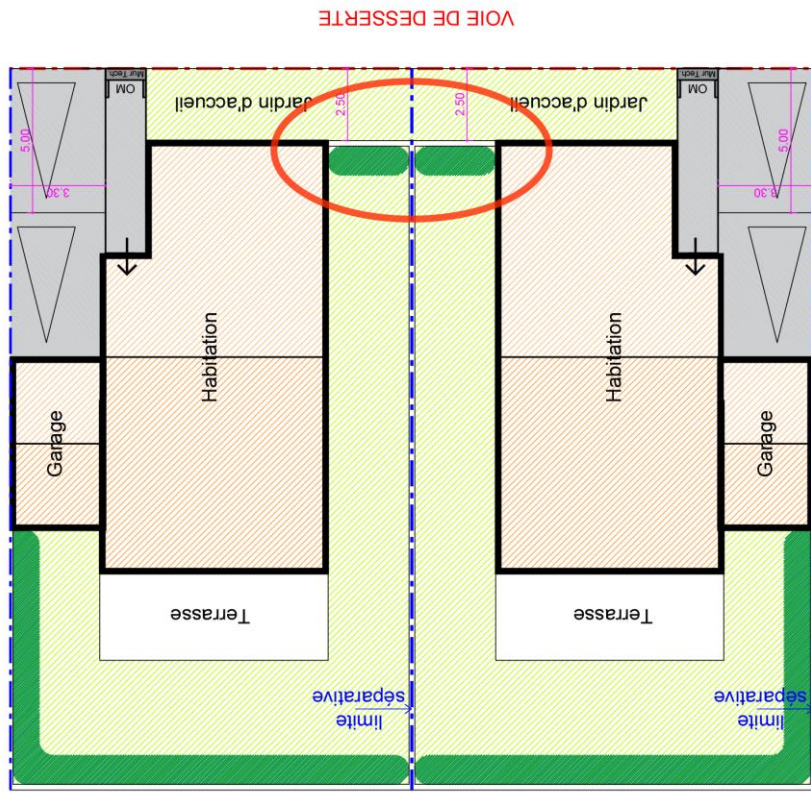 VOIE DE DESSERTE
Mur Tech
OM
Jardin d'accueil
2.50
2.50
Jardin d'accueil
Mur Tech
OM
5.00
3.30
5.00
3.30
Habitation
Habitation
Garage
Garage
Terrasse
Terrasse
limite
séparative
limite
séparative